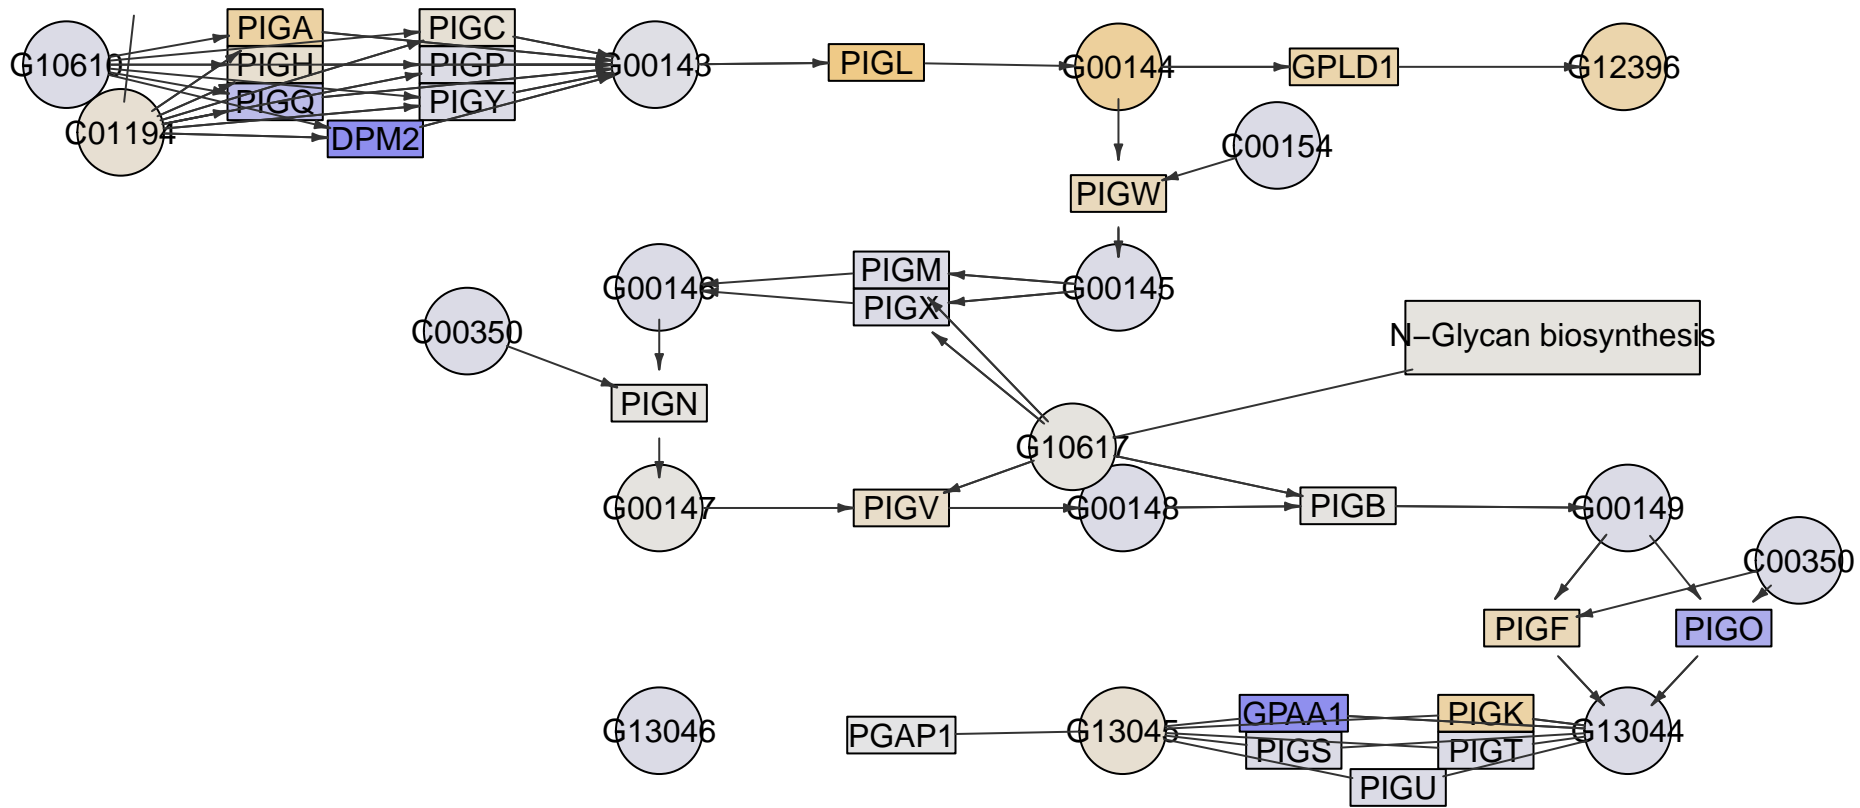 PIGA
PIGC
G10610
PIGH
PIGP
G00143
PIGL
G00144
GPLD1
G12396
PIGQ
PIGY
C01194
DPM2
C00154
PIGW
PIGM
G00146
G00145
PIGX
C00350
N–Glycan biosynthesis
PIGN
G10617
G00147
PIGV
G00148
PIGB
G00149
C00350
PIGF
PIGO
GPAA1
PIGK
G13046
PGAP1
G13045
G13044
PIGS
PIGT
PIGU